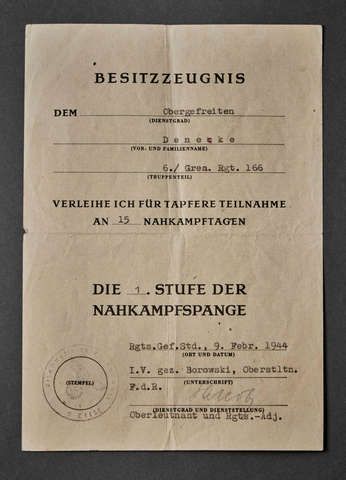 BESITZZEUGNIS
DEM Obergefreiten
(DIENSTGRAD)
Denecke
(VOR- UND FAMILIENNAME)
6./ Gren. Rgt. 166
(TRUPPENTEIL)
VERLEIHE ICH FÜR TAPFERE TEILNAHME
AN 15 NAHKAMPFTAGEN
DIE 1. STUFE DER
NAHKAMPFSPANGE
Rgts.Gef.Std., 9. Febr. 1944
(ORT UND DATUM)
I.V. gez. Borowski, Oberstltn.
(STEMPEL)
F.d.R. (UNTERSCHRIFT)
(DIENSTGRAD UND DIENSTSTELLUNG)
Oberleutnant und Rgts.-Adj.